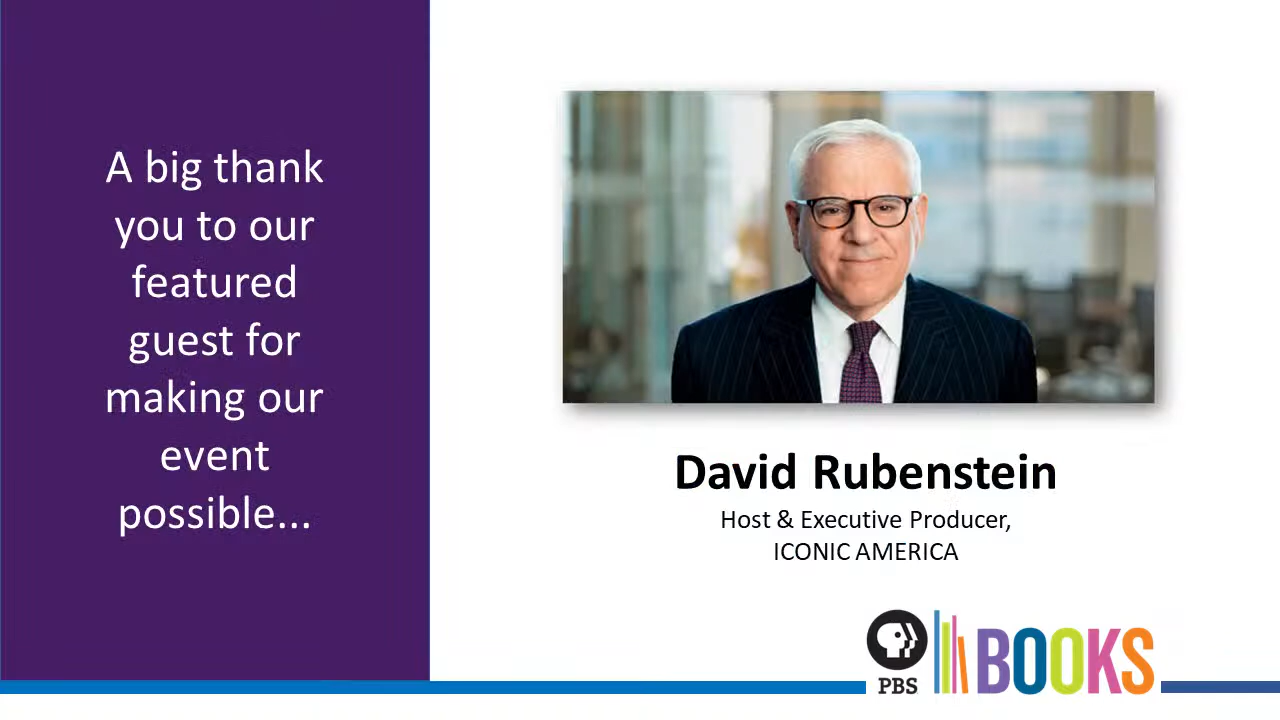 A big thank
you to our
featured
guest for
making our
event
possible...
David Rubenstein
Host & Executive Producer,
ICONIC AMERICA
PBS
BOOKS